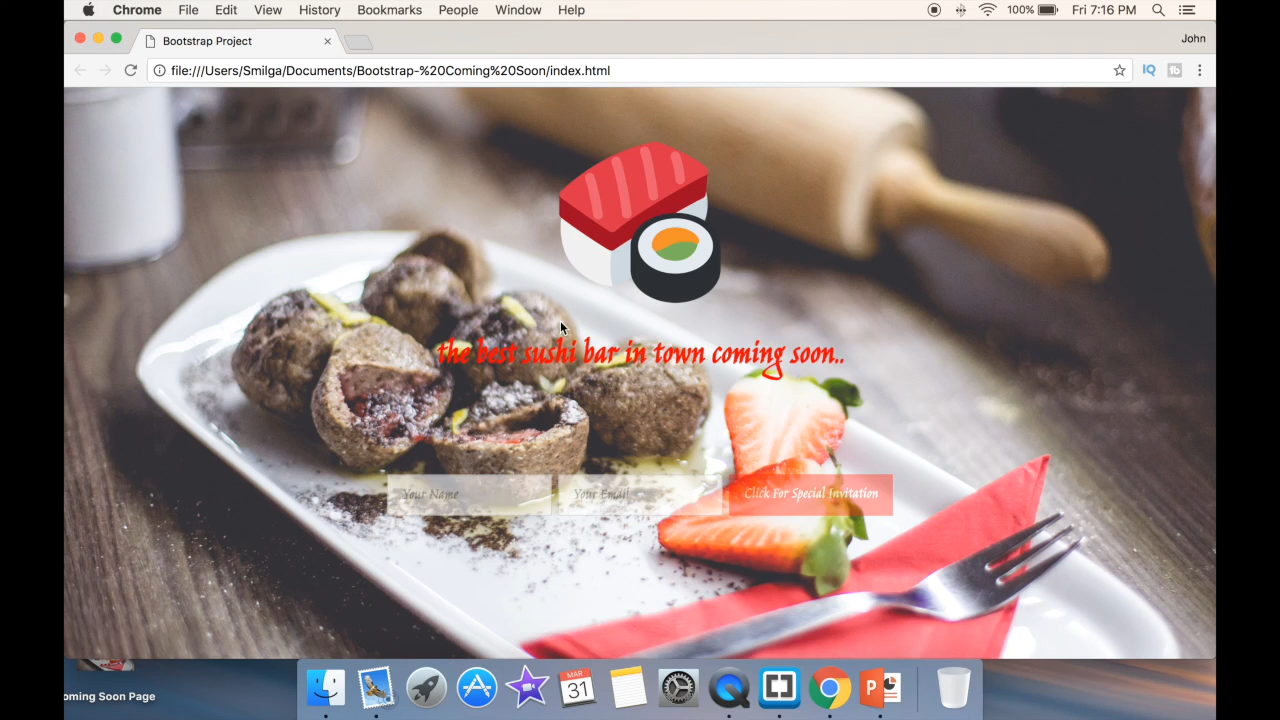 Chrome File Edit View History Bookmarks People Window Help 100% Fri 7:16 PM
Bootstrap Project John
file:///Users/Smilga/Documents/Bootstrap-%20Coming%20Soon/index.html IQ tb
the best sushi bar in town coming soon..
Your Name Your Email Click For Special Invitation
oming Soon Page
MAR
31
P